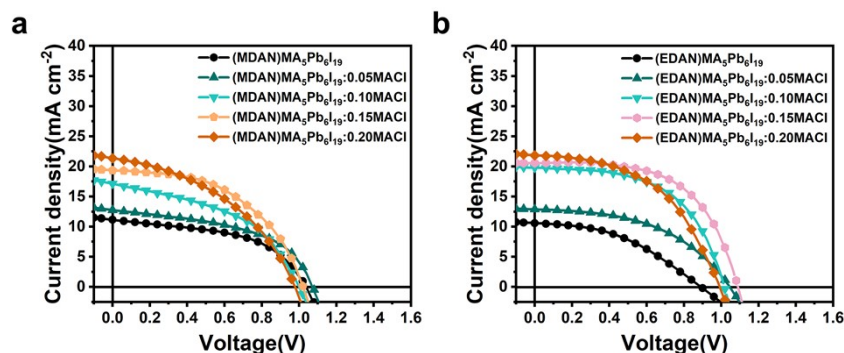 a
40
35
30
25
20
15
10
5
0
Current density(mA cm⁻²)
(MDAN)MA₅Pb₆I₁₉
(MDAN)MA₅Pb₆I₁₉:0.05MACl
(MDAN)MA₅Pb₆I₁₉:0.10MACl
(MDAN)MA₅Pb₆I₁₉:0.15MACl
(MDAN)MA₅Pb₆I₁₉:0.20MACl
0.0 0.2 0.4 0.6 0.8 1.0 1.2 1.4 1.6
Voltage(V)
b
40
35
30
25
20
15
10
5
0
Current density(mA cm⁻²)
(EDAN)MA₅Pb₆I₁₉
(EDAN)MA₅Pb₆I₁₉:0.05MACl
(EDAN)MA₅Pb₆I₁₉:0.10MACl
(EDAN)MA₅Pb₆I₁₉:0.15MACl
(EDAN)MA₅Pb₆I₁₉:0.20MACl
0.0 0.2 0.4 0.6 0.8 1.0 1.2 1.4 1.6
Voltage(V)